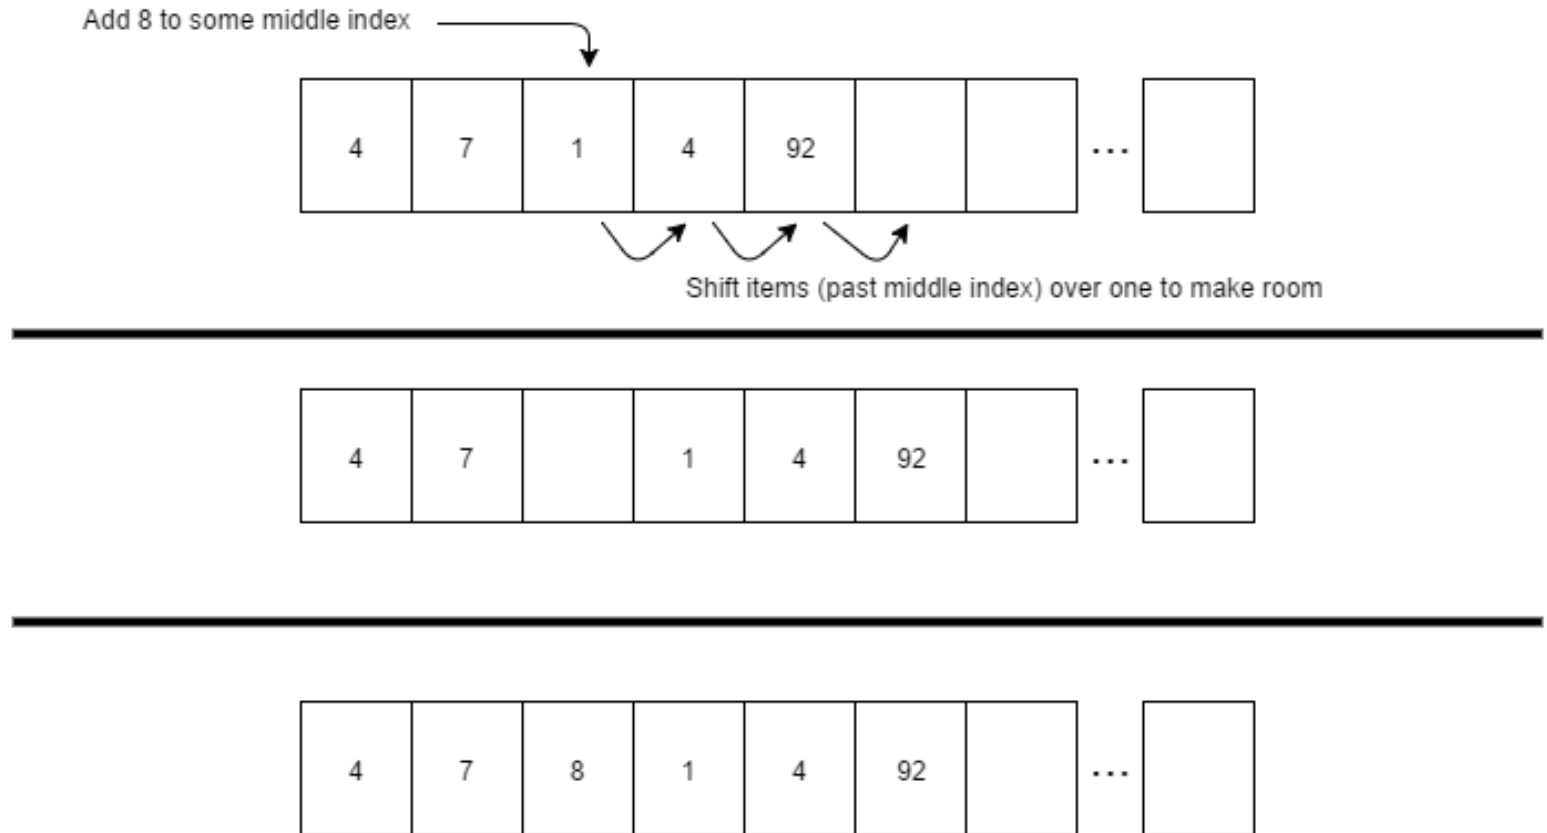 Add 8 to some middle index
4 7 1 4 92 ...
Shift items (past middle index) over one to make room
4 7 1 4 92 ...
4 7 8 1 4 92 ...